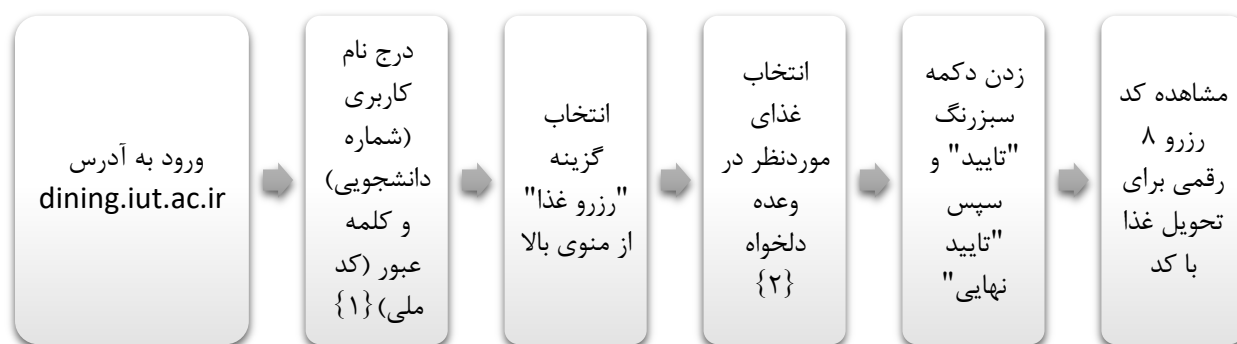 ورود به آدرس
dining.iut.ac.ir
درج نام
کاربری
(شماره
دانشجویی)
و کلمه
عبور (کد
ملی){۱}
انتخاب
گزینه
"رزرو غذا"
از منوی بالا
انتخاب
غذای
موردنظر در
وعده
دلخواه
{۲}
زدن دکمه
سبزرنگ
"تایید" و
سپس
"تایید
نهایی"
مشاهده کد
رزرو ۸
رقمی برای
تحویل غذا
با کد